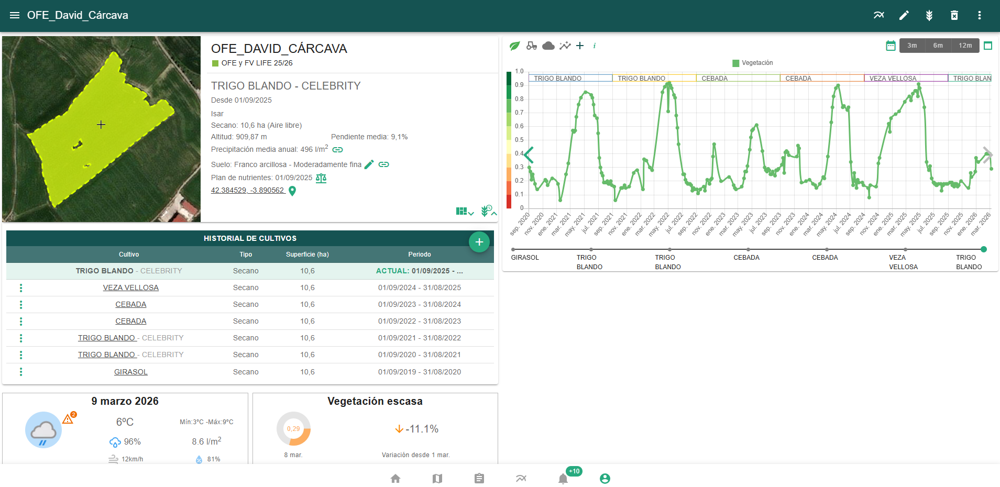 OFE_David_Cárcava
OFE_DAVID_CÁRCAVA
OFE y FV LIFE 25/26
TRIGO BLANDO - CELEBRITY
Desde 01/09/2025
Isar
Secano: 10,6 ha (Aire libre)
Altitud: 909,87 m Pendiente media: 9,1%
Precipitación media anual: 496 l/m2
Suelo: Franco arcillosa - Moderadamente fina
Plan de nutrientes: 01/09/2025
42.384529, -3.890562
HISTORIAL DE CULTIVOS
+
Cultivo Tipo Superficie (ha) Periodo
TRIGO BLANDO - CELEBRITY Secano 10,6 ACTUAL: 01/09/2025 - ...
VEZA VELLOSA Secano 10,6 01/09/2024 - 31/08/2025
CEBADA Secano 10,6 01/09/2023 - 31/08/2024
CEBADA Secano 10,6 01/09/2022 - 31/08/2023
TRIGO BLANDO - CELEBRITY Secano 10,6 01/09/2021 - 31/08/2022
TRIGO BLANDO - CELEBRITY Secano 10,6 01/09/2020 - 31/08/2021
GIRASOL Secano 10,6 01/09/2019 - 31/08/2020
9 marzo 2026
2
6ºC Mín:3ºC -Máx:9ºC
96% 8.6 l/m2
12km/h 81%
Vegetación escasa
0,29 -11.1%
8 mar. Variación desde 1 mar.
i
3m 6m 12m
Vegetación
TRIGO BLANDO TRIGO BLANDO CEBADA CEBADA VEZA VELLOSA TRIGO BLAN
1.0
0.9
0.8
0.7
0.6
0.5
0.4
0.3
0.2
0.1
0
sep. 2020 nov. 2020 ene. 2021 mar. 2021 may. 2021 jul. 2021 sep. 2021 nov. 2021 ene. 2022 mar. 2022 may. 2022 jul. 2022 sep. 2022 nov. 2022 ene. 2023 mar. 2023 may. 2023 jul. 2023 sep. 2023 nov. 2023 ene. 2024 mar. 2024 may. 2024 jul. 2024 sep. 2024 nov. 2024 ene. 2025 mar. 2025 may. 2025 jul. 2025 sep. 2025 nov. 2025 ene. 2026 mar. 2026
GIRASOL TRIGO TRIGO CEBADA CEBADA VEZA TRIGO
BLANDO BLANDO VELLOSA BLANDO
+10